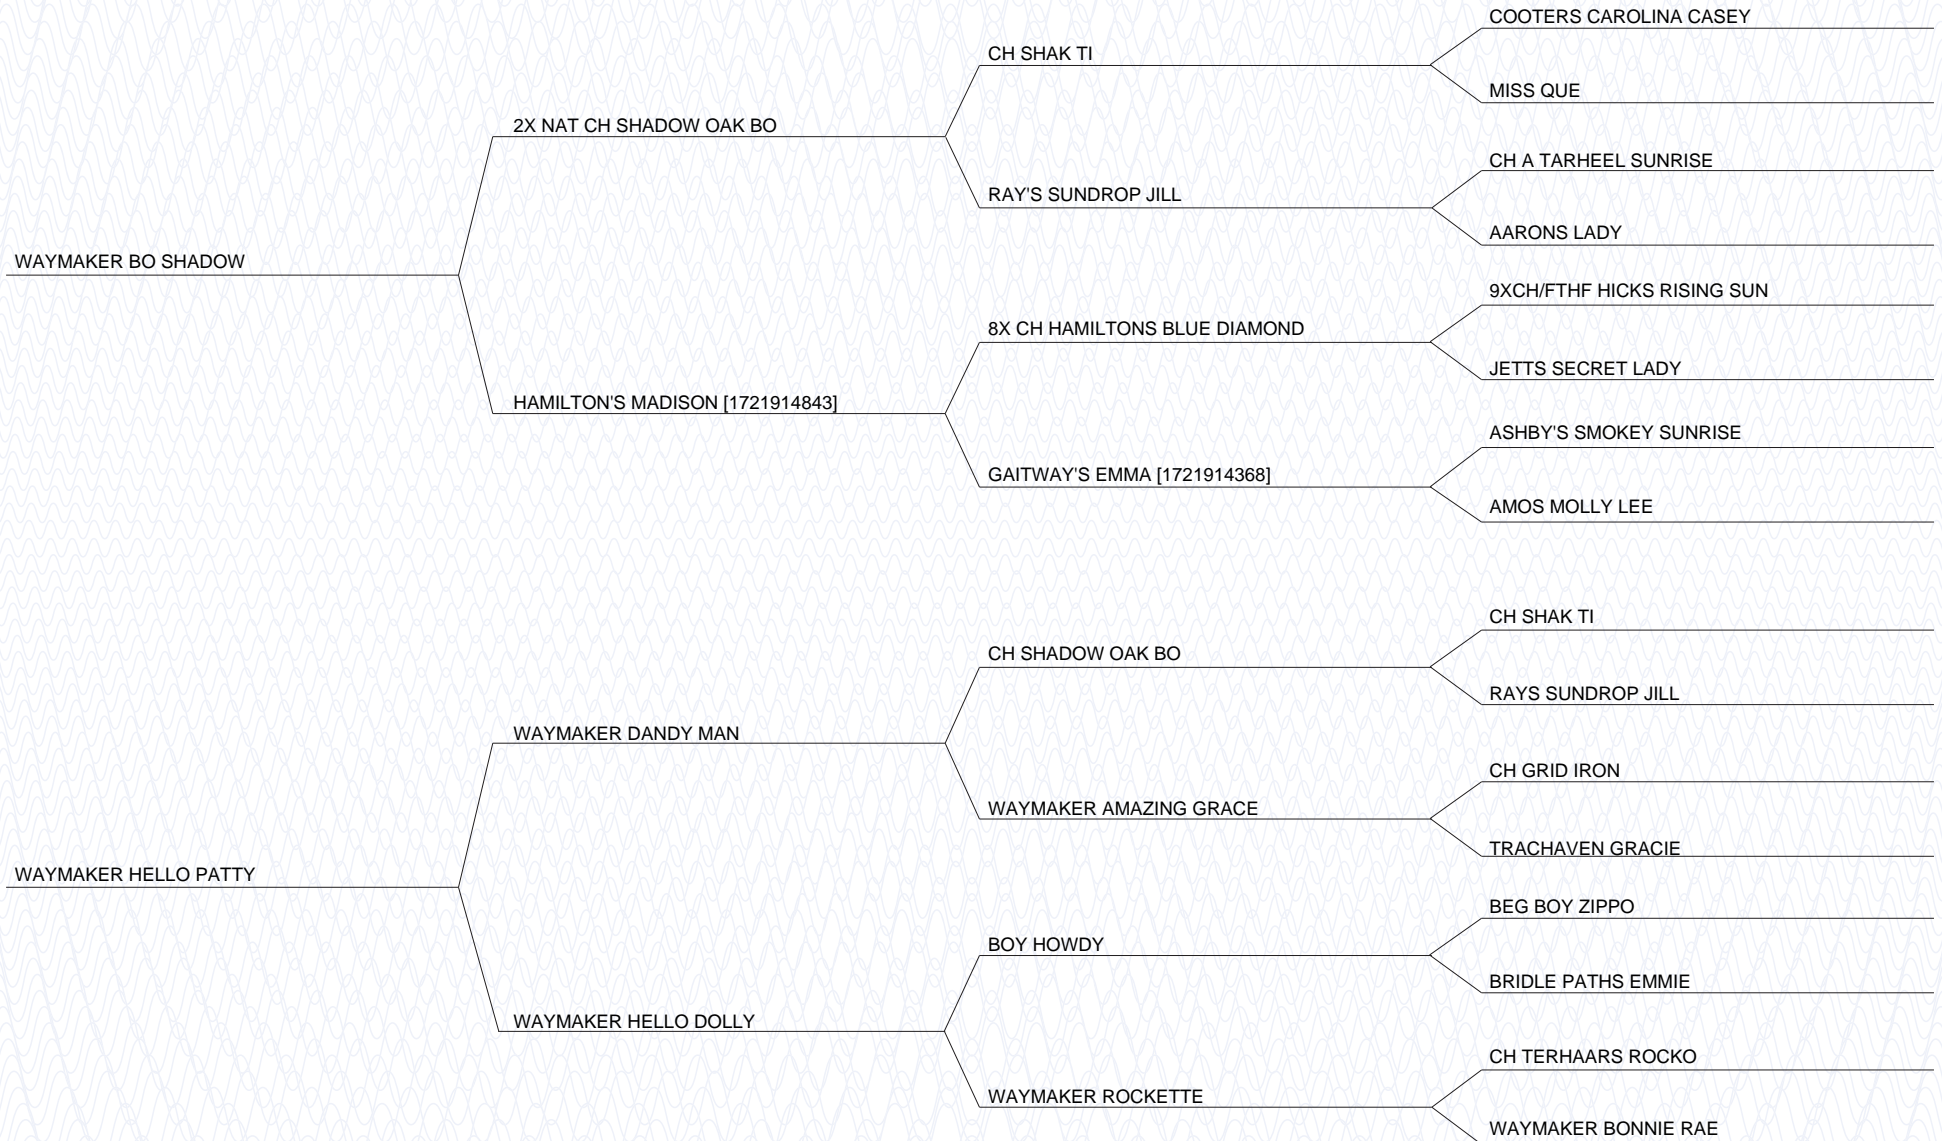 COOTERS CAROLINA CASEY
CH SHAK TI
MISS QUE
2X NAT CH SHADOW OAK BO
CH A TARHEEL SUNRISE
RAY'S SUNDROP JILL
AARONS LADY
WAYMAKER BO SHADOW
9XCH/FTHF HICKS RISING SUN
8X CH HAMILTONS BLUE DIAMOND
JETTS SECRET LADY
HAMILTON'S MADISON [1721914843]
ASHBY'S SMOKEY SUNRISE
GAITWAY'S EMMA [1721914368]
AMOS MOLLY LEE
CH SHAK TI
CH SHADOW OAK BO
RAYS SUNDROP JILL
WAYMAKER DANDY MAN
CH GRID IRON
WAYMAKER AMAZING GRACE
TRACHAVEN GRACIE
WAYMAKER HELLO PATTY
BEG BOY ZIPPO
BOY HOWDY
BRIDLE PATHS EMMIE
WAYMAKER HELLO DOLLY
CH TERHAARS ROCKO
WAYMAKER ROCKETTE
WAYMAKER BONNIE RAE